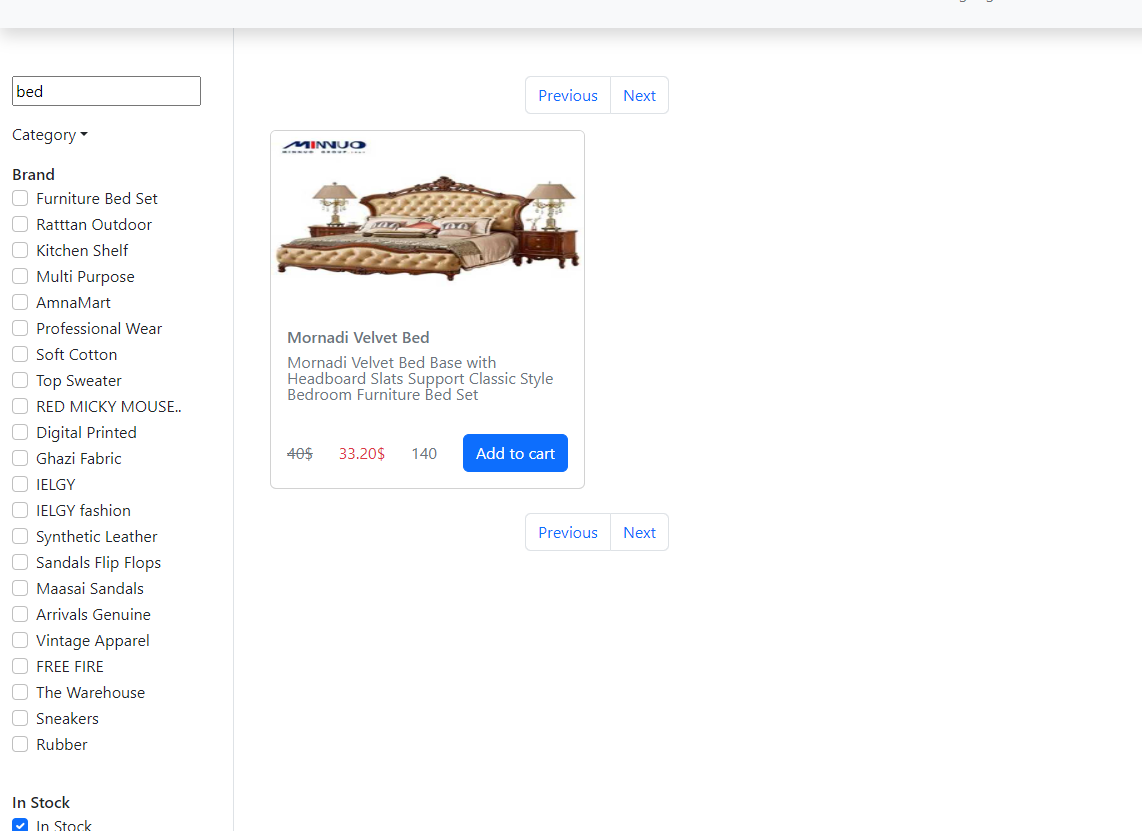 bed
Category
Brand
Furniture Bed Set
Ratttan Outdoor
Kitchen Shelf
Multi Purpose
AmnaMart
Professional Wear
Soft Cotton
Top Sweater
RED MICKY MOUSE..
Digital Printed
Ghazi Fabric
IELGY
IELGY fashion
Synthetic Leather
Sandals Flip Flops
Maasai Sandals
Arrivals Genuine
Vintage Apparel
FREE FIRE
The Warehouse
Sneakers
Rubber
In Stock
In Stock
Previous Next
MINNUO
Mornadi Velvet Bed
Mornadi Velvet Bed Base with
Headboard Slats Support Classic Style
Bedroom Furniture Bed Set
40$ 33.20$ 140 Add to cart
Previous Next